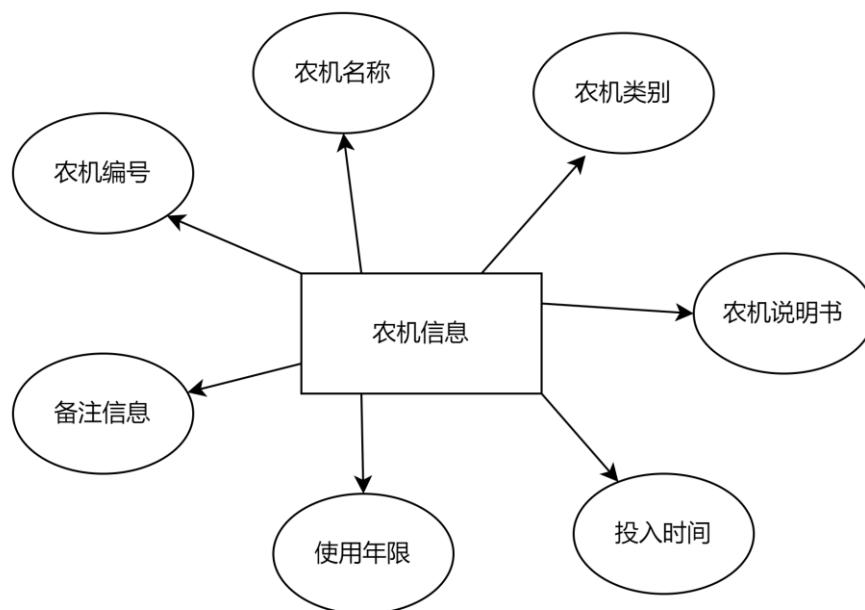 农机名称
农机类别
农机编号
农机说明书
农机信息
备注信息
投入时间
使用年限